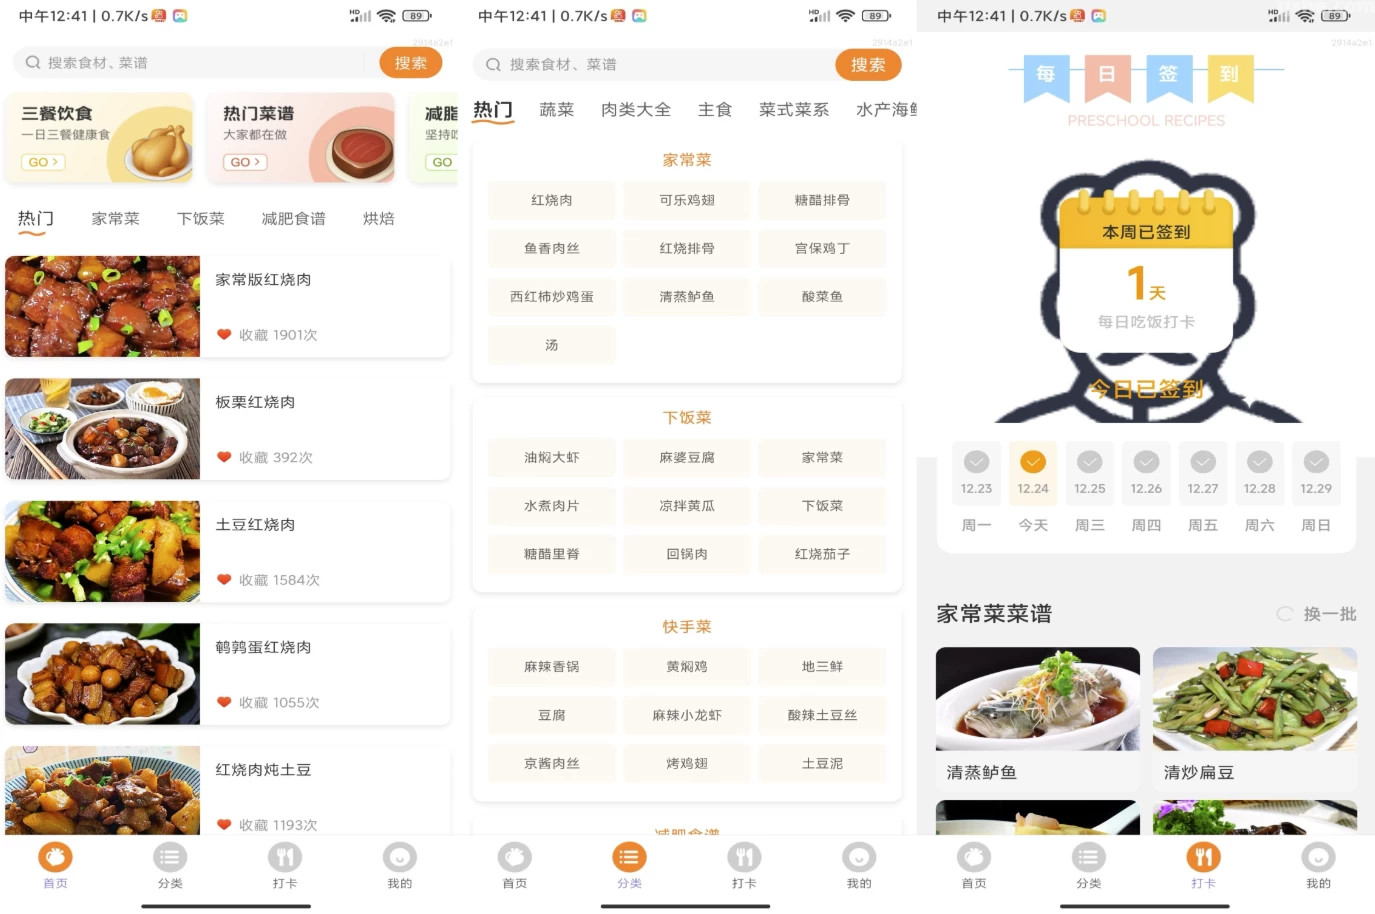 中午12:41 | 0.7K/s
HD 5G
89
2914a2e1
搜索食材、菜谱
搜索
三餐饮食
一日三餐健康食
GO >
热门菜谱
大家都在做
GO >
减脂
坚持吃
GO
热门
家常菜
下饭菜
减肥食谱
烘焙
家常版红烧肉
收藏 1901次
板栗红烧肉
收藏 392次
土豆红烧肉
收藏 1584次
鹌鹑蛋红烧肉
收藏 1055次
红烧肉炖土豆
收藏 1193次
首页
分类
打卡
我的
中午12:41 | 0.7K/s
HD 5G
89
2914a2e1
搜索食材、菜谱
搜索
热门
蔬菜
肉类大全
主食
菜式菜系
水产海鲜
家常菜
红烧肉
可乐鸡翅
糖醋排骨
鱼香肉丝
红烧排骨
宫保鸡丁
西红柿炒鸡蛋
清蒸鲈鱼
酸菜鱼
汤
下饭菜
油焖大虾
麻婆豆腐
家常菜
水煮肉片
凉拌黄瓜
下饭菜
糖醋里脊
回锅肉
红烧茄子
快手菜
麻辣香锅
黄焖鸡
地三鲜
豆腐
麻辣小龙虾
酸辣土豆丝
京酱肉丝
烤鸡翅
土豆泥
减肥食谱
首页
分类
打卡
我的
中午12:41 | 0.7K/s
HD 5G
89
2914a2e1
每日签到
PRESCHOOL RECIPES
本周已签到
1天
每日吃饭打卡
今日已签到
12.23
12.24
12.25
12.26
12.27
12.28
12.29
周一
今天
周三
周四
周五
周六
周日
家常菜菜谱
换一批
清蒸鲈鱼
清炒扁豆
首页
分类
打卡
我的